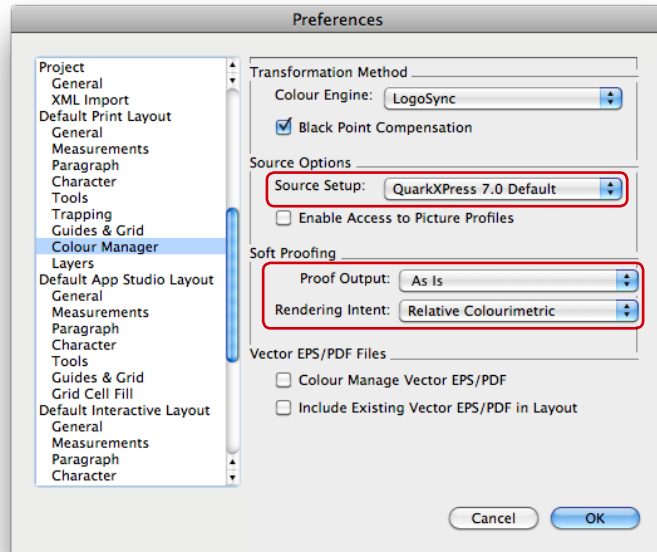 Preferences
Project
General
XML Import
Default Print Layout
General
Measurements
Paragraph
Character
Tools
Trapping
Guides & Grid
Colour Manager
Layers
Default App Studio Layout
General
Measurements
Paragraph
Character
Tools
Guides & Grid
Grid Cell Fill
Default Interactive Layout
General
Measurements
Paragraph
Character
Transformation Method
Colour Engine: LogoSync
Black Point Compensation
Source Options
Source Setup: QuarkXPress 7.0 Default
Enable Access to Picture Profiles
Soft Proofing
Proof Output: As Is
Rendering Intent: Relative Colourimetric
Vector EPS/PDF Files
Colour Manage Vector EPS/PDF
Include Existing Vector EPS/PDF in Layout
Cancel OK